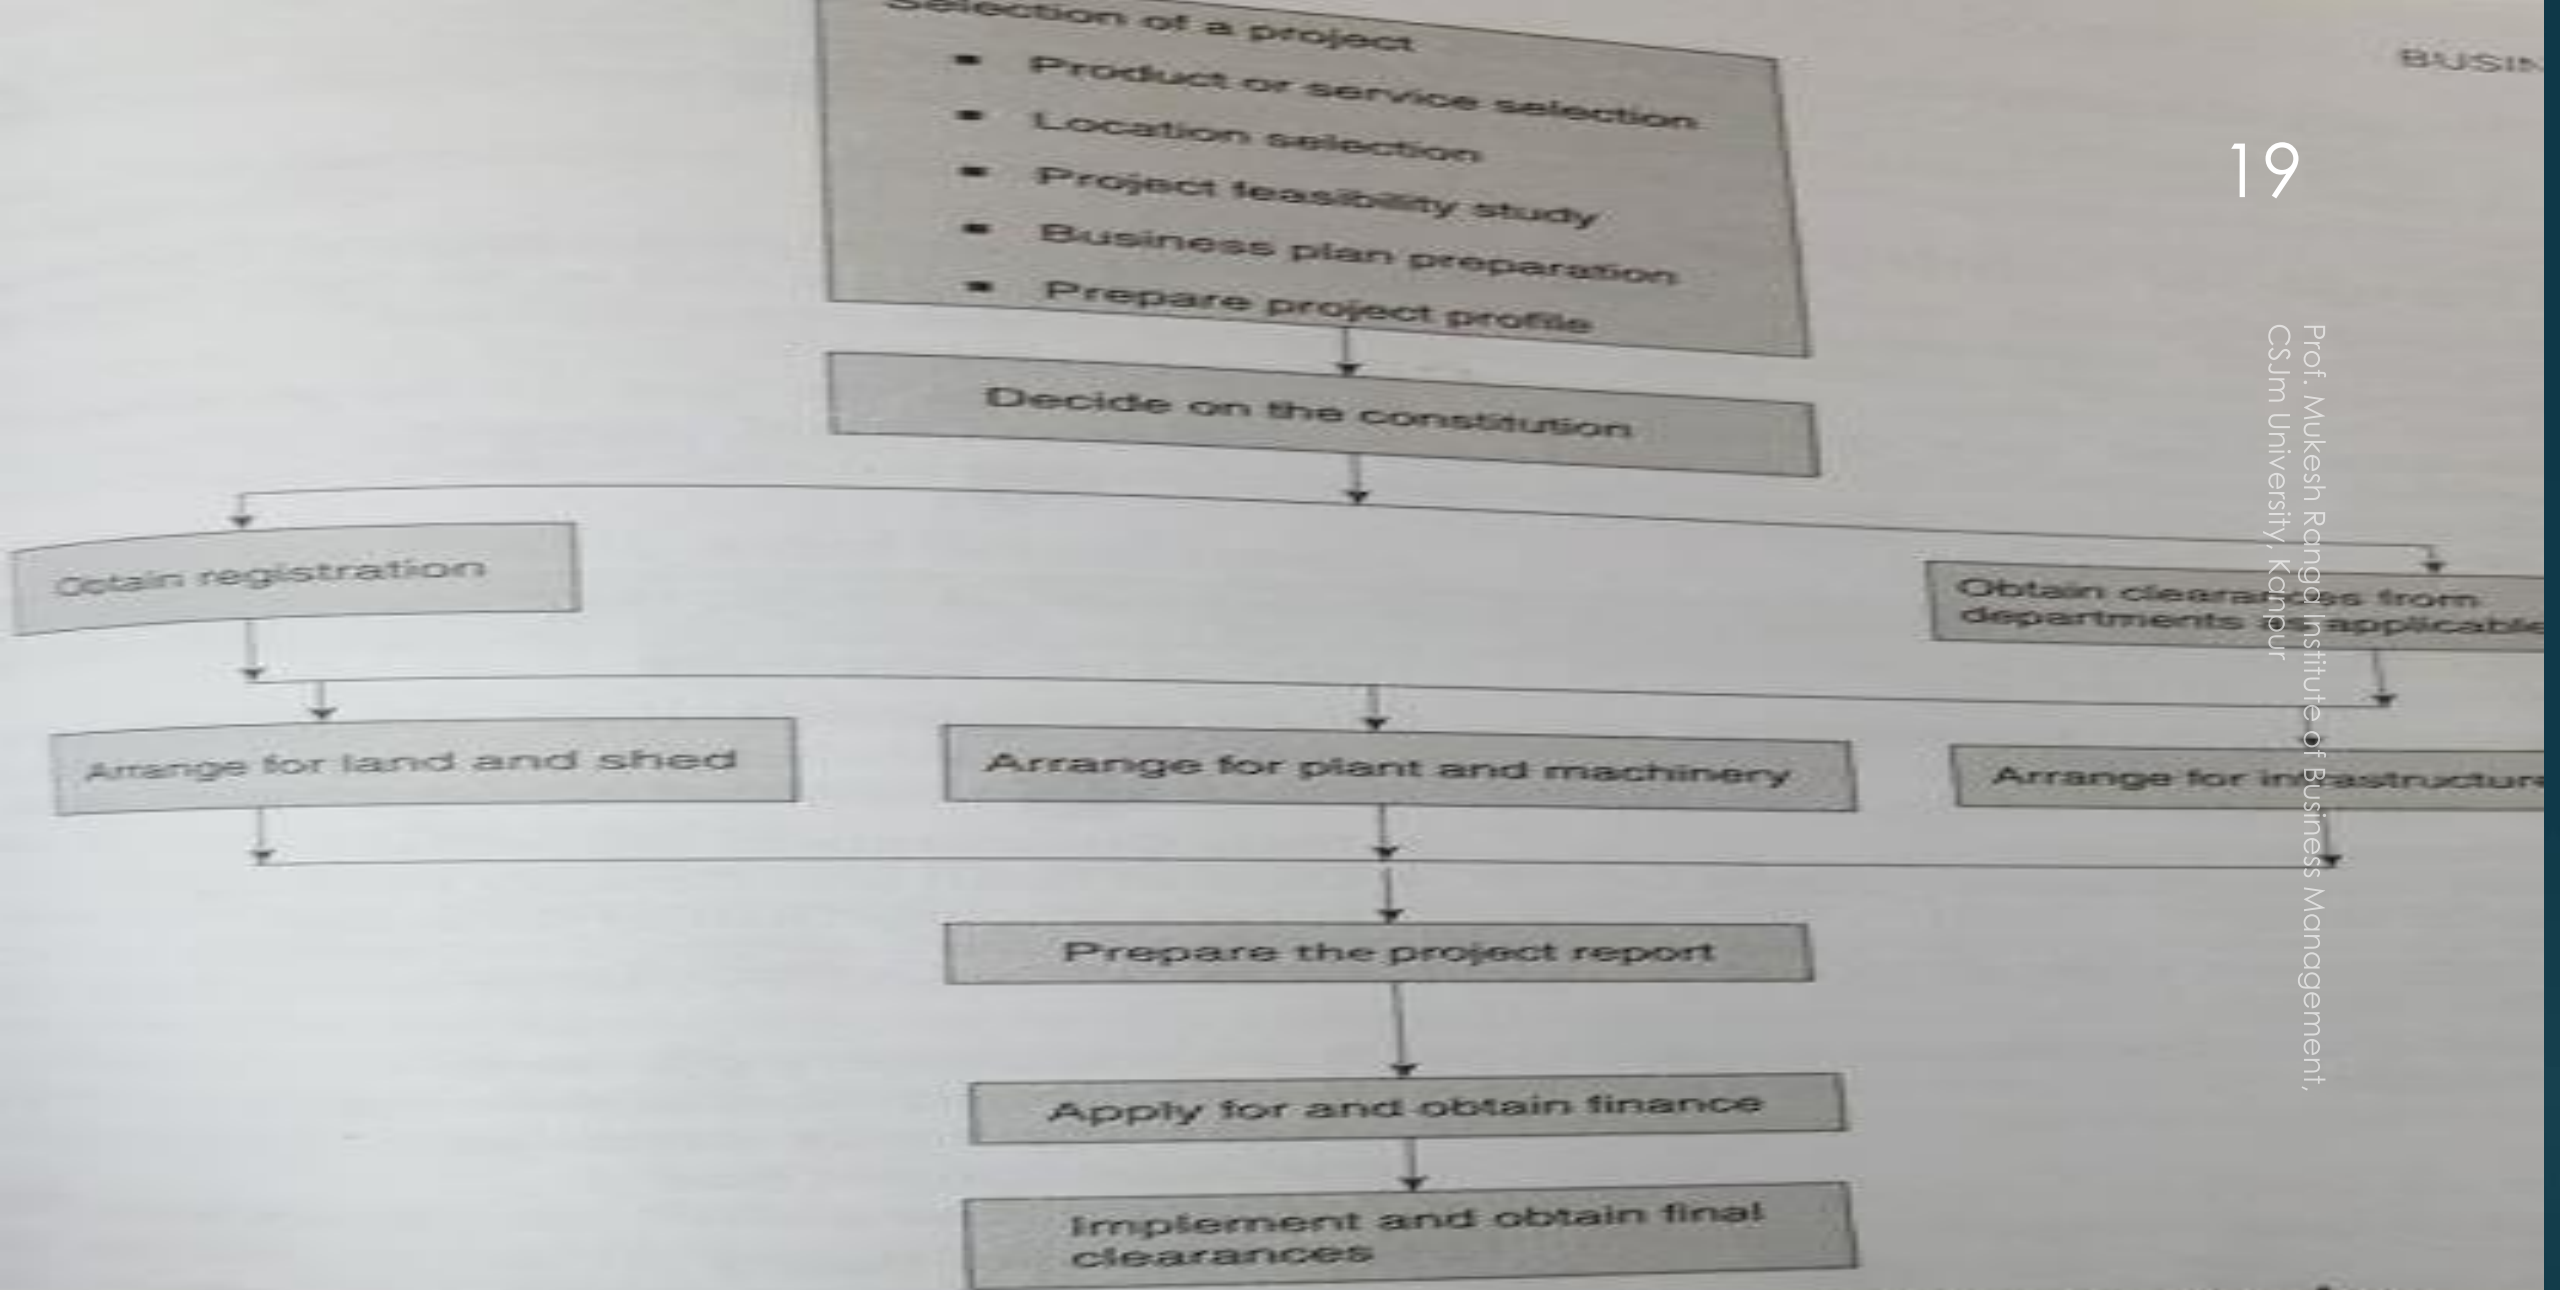 Selection of a project
▪ Product or service selection
▪ Location selection
▪ Project feasibility study
▪ Business plan preparation
▪ Prepare project profile
Decide on the constitution
Obtain registration
Obtain clearances from
departments as applicable
Arrange for land and shed
Arrange for plant and machinery
Arrange for infrastructure
Prepare the project report
Apply for and obtain finance
Implement and obtain final
clearances
BUSIN
19
Prof. Mukesh Ranga Institute of Business Management,
CSJm University, Kanpur